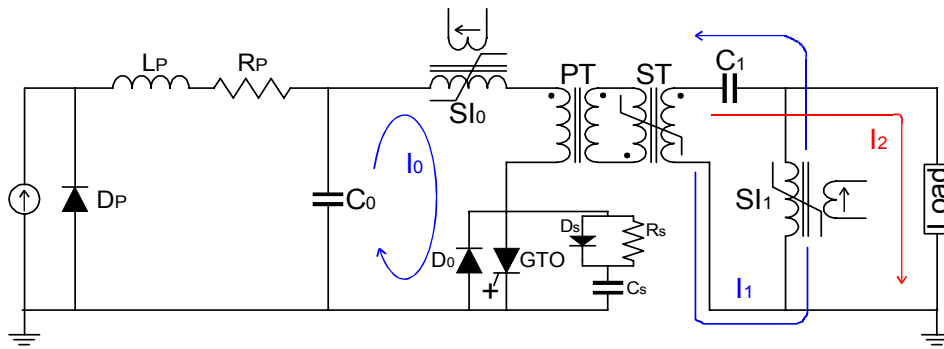 LP
RP
SI0
PT
ST
C1
DP
C0
I0
D0
GTO
+
Ds
Rs
Cs
I1
SI1
I2
Load